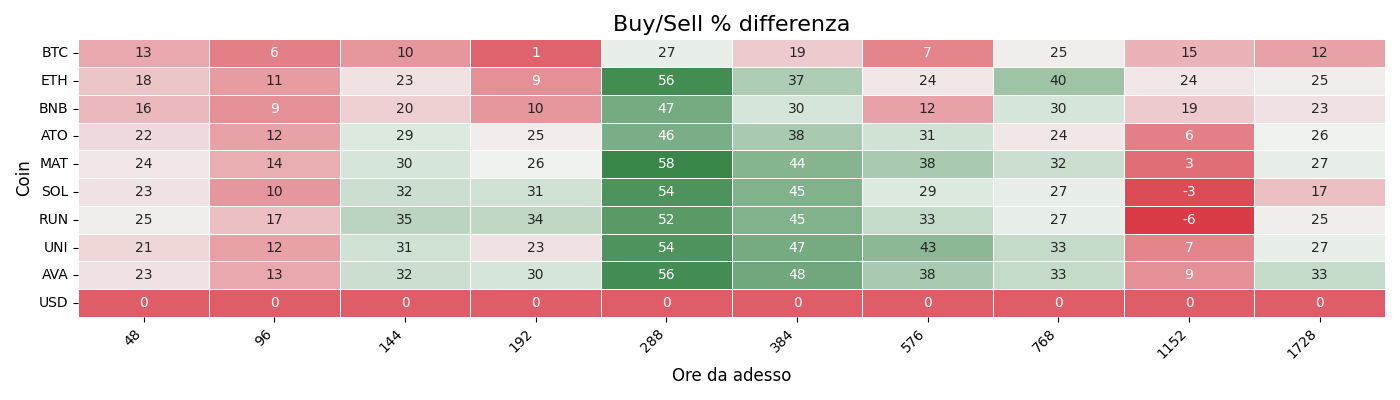 Buy/Sell % differenza
Coin
BTC 13 6 10 1 27 19 7 25 15 12
ETH 18 11 23 9 56 37 24 40 24 25
BNB 16 9 20 10 47 30 12 30 19 23
ATO 22 12 29 25 46 38 31 24 6 26
MAT 24 14 30 26 58 44 38 32 3 27
SOL 23 10 32 31 54 45 29 27 -3 17
RUN 25 17 35 34 52 45 33 27 -6 25
UNI 21 12 31 23 54 47 43 33 7 27
AVA 23 13 32 30 56 48 38 33 9 33
USD 0 0 0 0 0 0 0 0 0 0
48 96 144 192 288 384 576 768 1152 1728
Ore da adesso